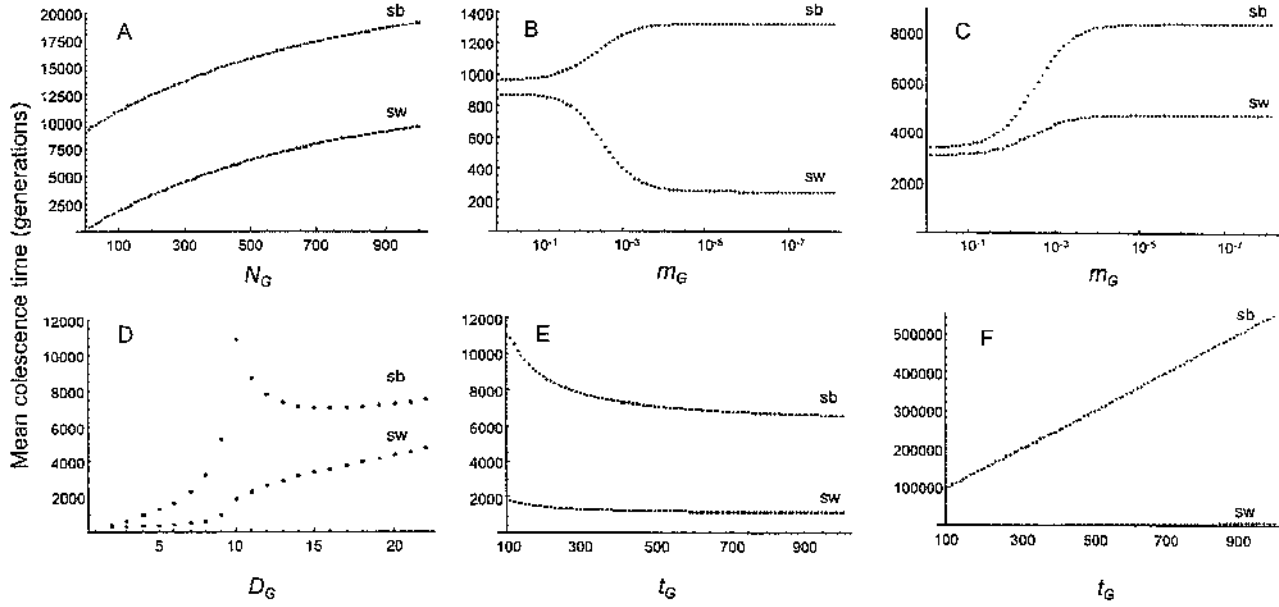 Mean colescence time (generations)
A
20000
17500
15000
12500
10000
7500
5000
2500
100 300 500 700 900
N_G
sb
sw
B
1400
1200
1000
800
600
400
200
10^-1 10^-3 10^-5 10^-7
m_G
sb
sw
C
8000
6000
4000
2000
10^-1 10^-3 10^-5
m_G
sb
sw
D
12000
10000
8000
6000
4000
2000
5 10 15 20
D_G
sb
sw
E
12000
10000
8000
6000
4000
2000
100 300 500 700 900
t_G
sb
sw
F
500000
400000
300000
200000
100000
100 300 500 700 900
t_G
sb
sw